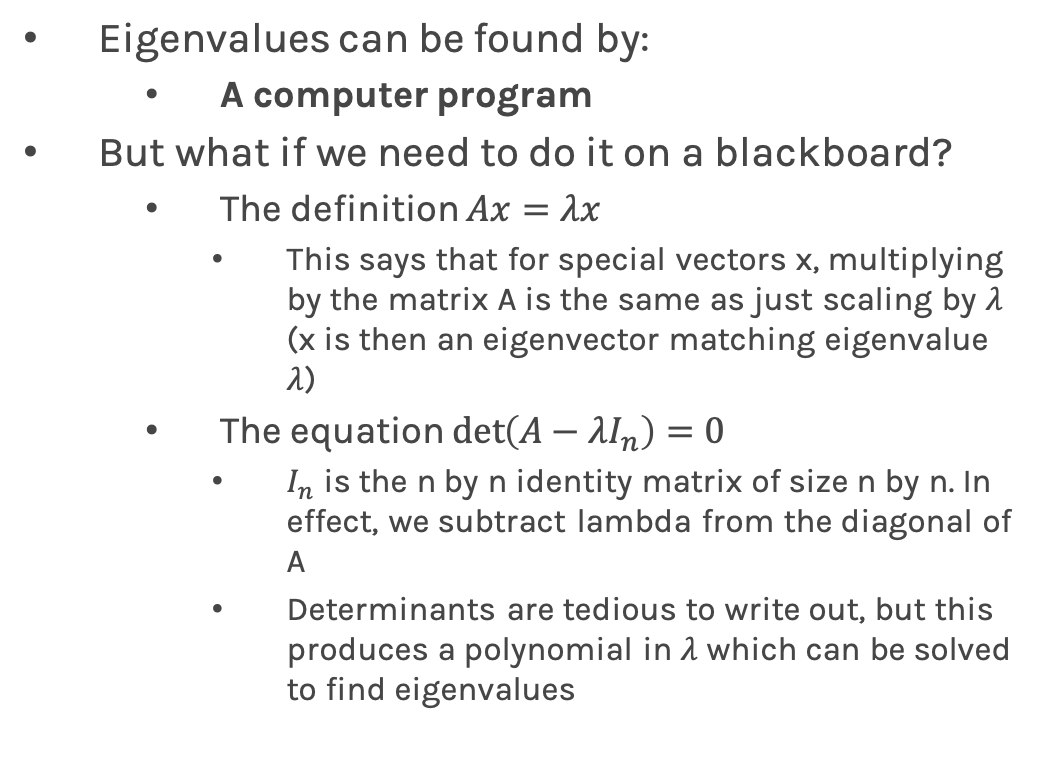 • Eigenvalues can be found by:
• A computer program
• But what if we need to do it on a blackboard?
• The definition 𝐴𝑥 = 𝜆𝑥
• This says that for special vectors x, multiplying
by the matrix A is the same as just scaling by 𝜆
(x is then an eigenvector matching eigenvalue
𝜆)
• The equation det(𝐴 − 𝜆𝐼ₙ) = 0
• 𝐼ₙ is the n by n identity matrix of size n by n. In
effect, we subtract lambda from the diagonal of
A
• Determinants are tedious to write out, but this
produces a polynomial in 𝜆 which can be solved
to find eigenvalues